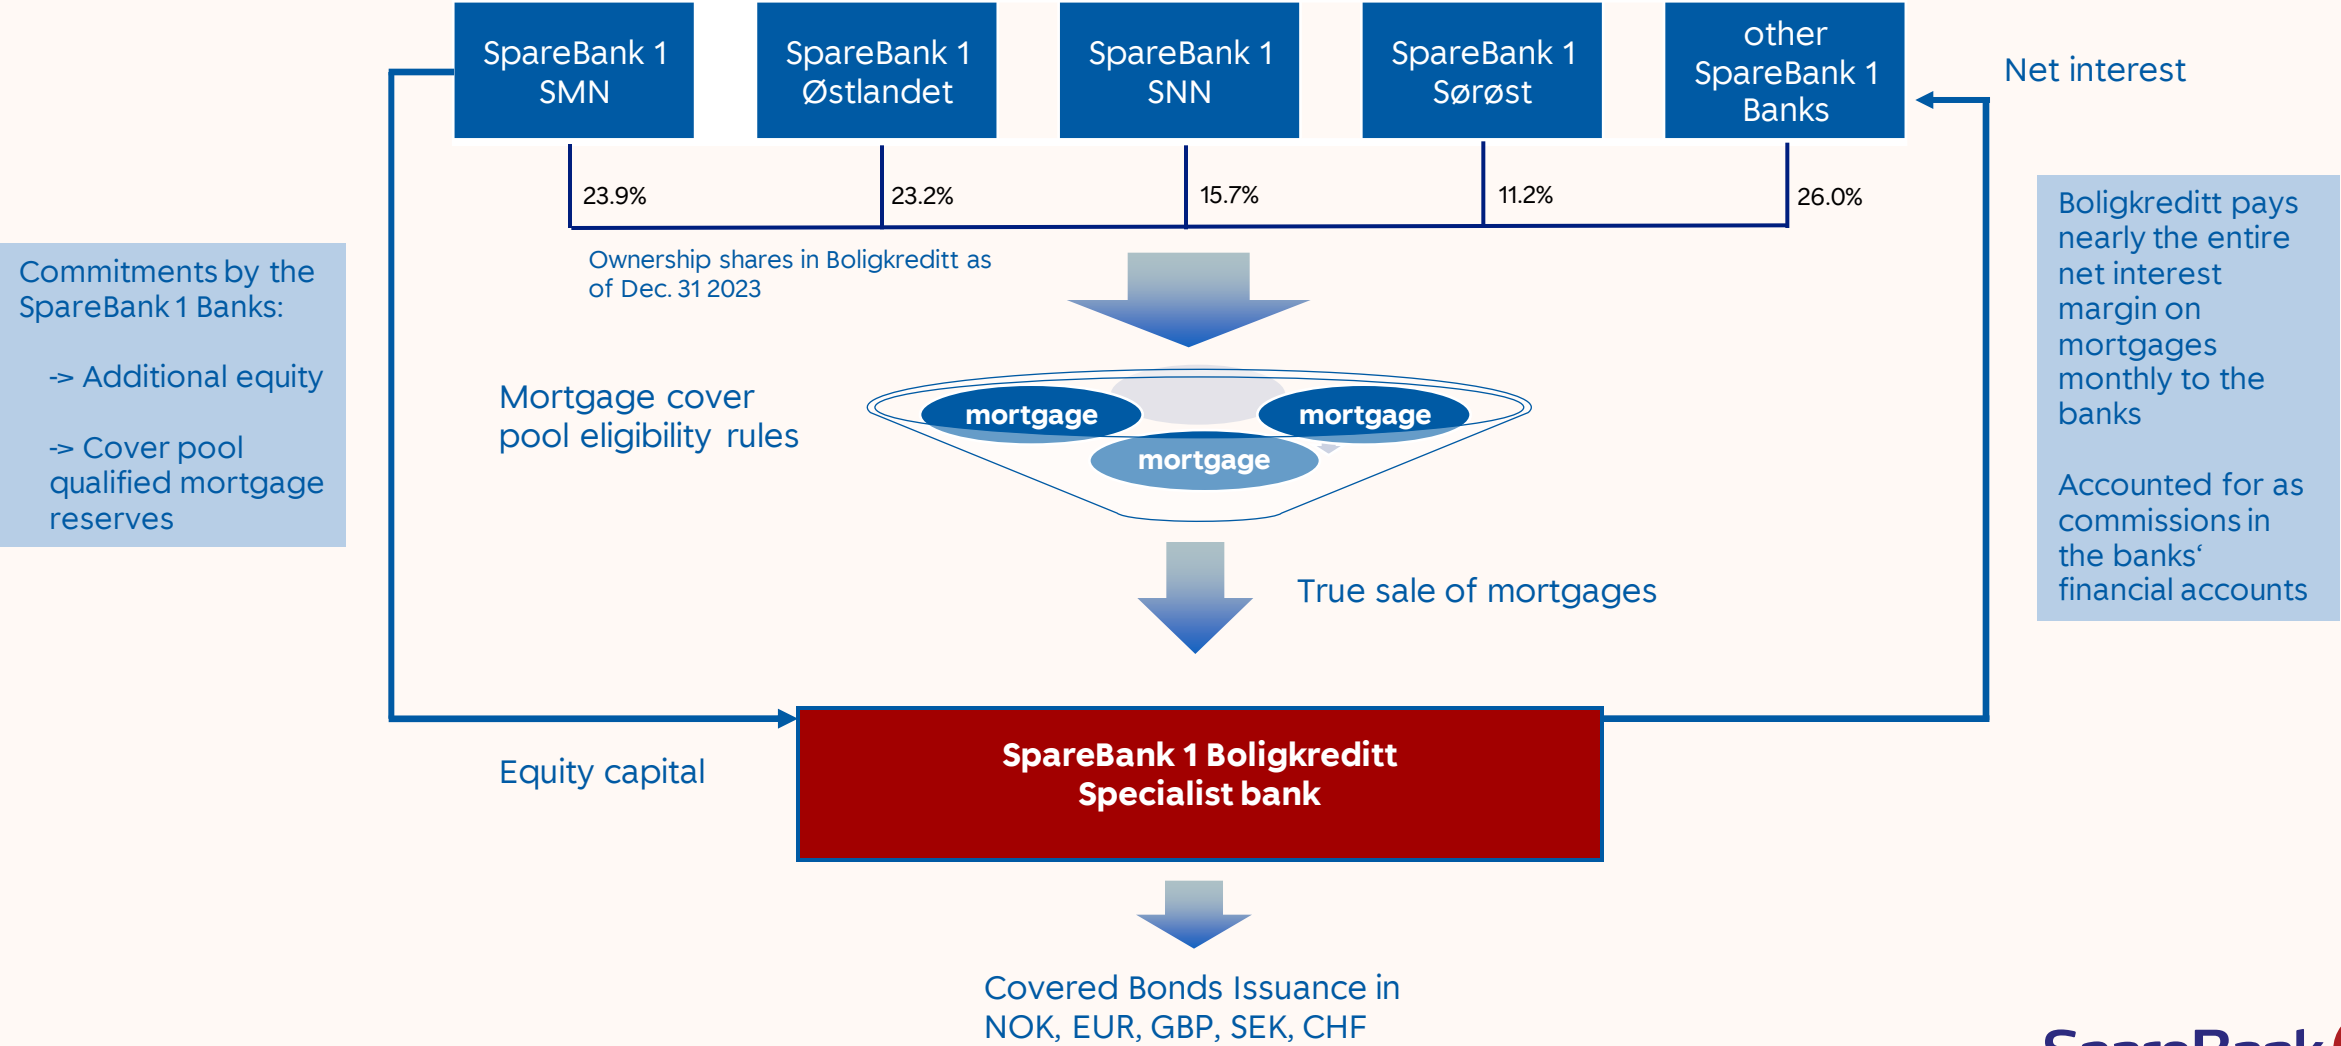 SpareBank 1
SMN
SpareBank 1
Østlandet
SpareBank 1
SNN
SpareBank 1
Sørøst
other
SpareBank 1
Banks
Net interest
23.9%
23.2%
15.7%
11.2%
26.0%
Ownership shares in Boligkreditt as
of Dec. 31 2023
Commitments by the
SpareBank 1 Banks:
-> Additional equity
-> Cover pool
qualified mortgage
reserves
Boligkreditt pays
nearly the entire
net interest
margin on
mortgages
monthly to the
banks
Accounted for as
commissions in
the banks‘
financial accounts
Mortgage cover
pool eligibility rules
mortgage
mortgage
mortgage
True sale of mortgages
Equity capital
SpareBank 1 Boligkreditt
Specialist bank
Covered Bonds Issuance in
NOK, EUR, GBP, SEK, CHF
SpareBank